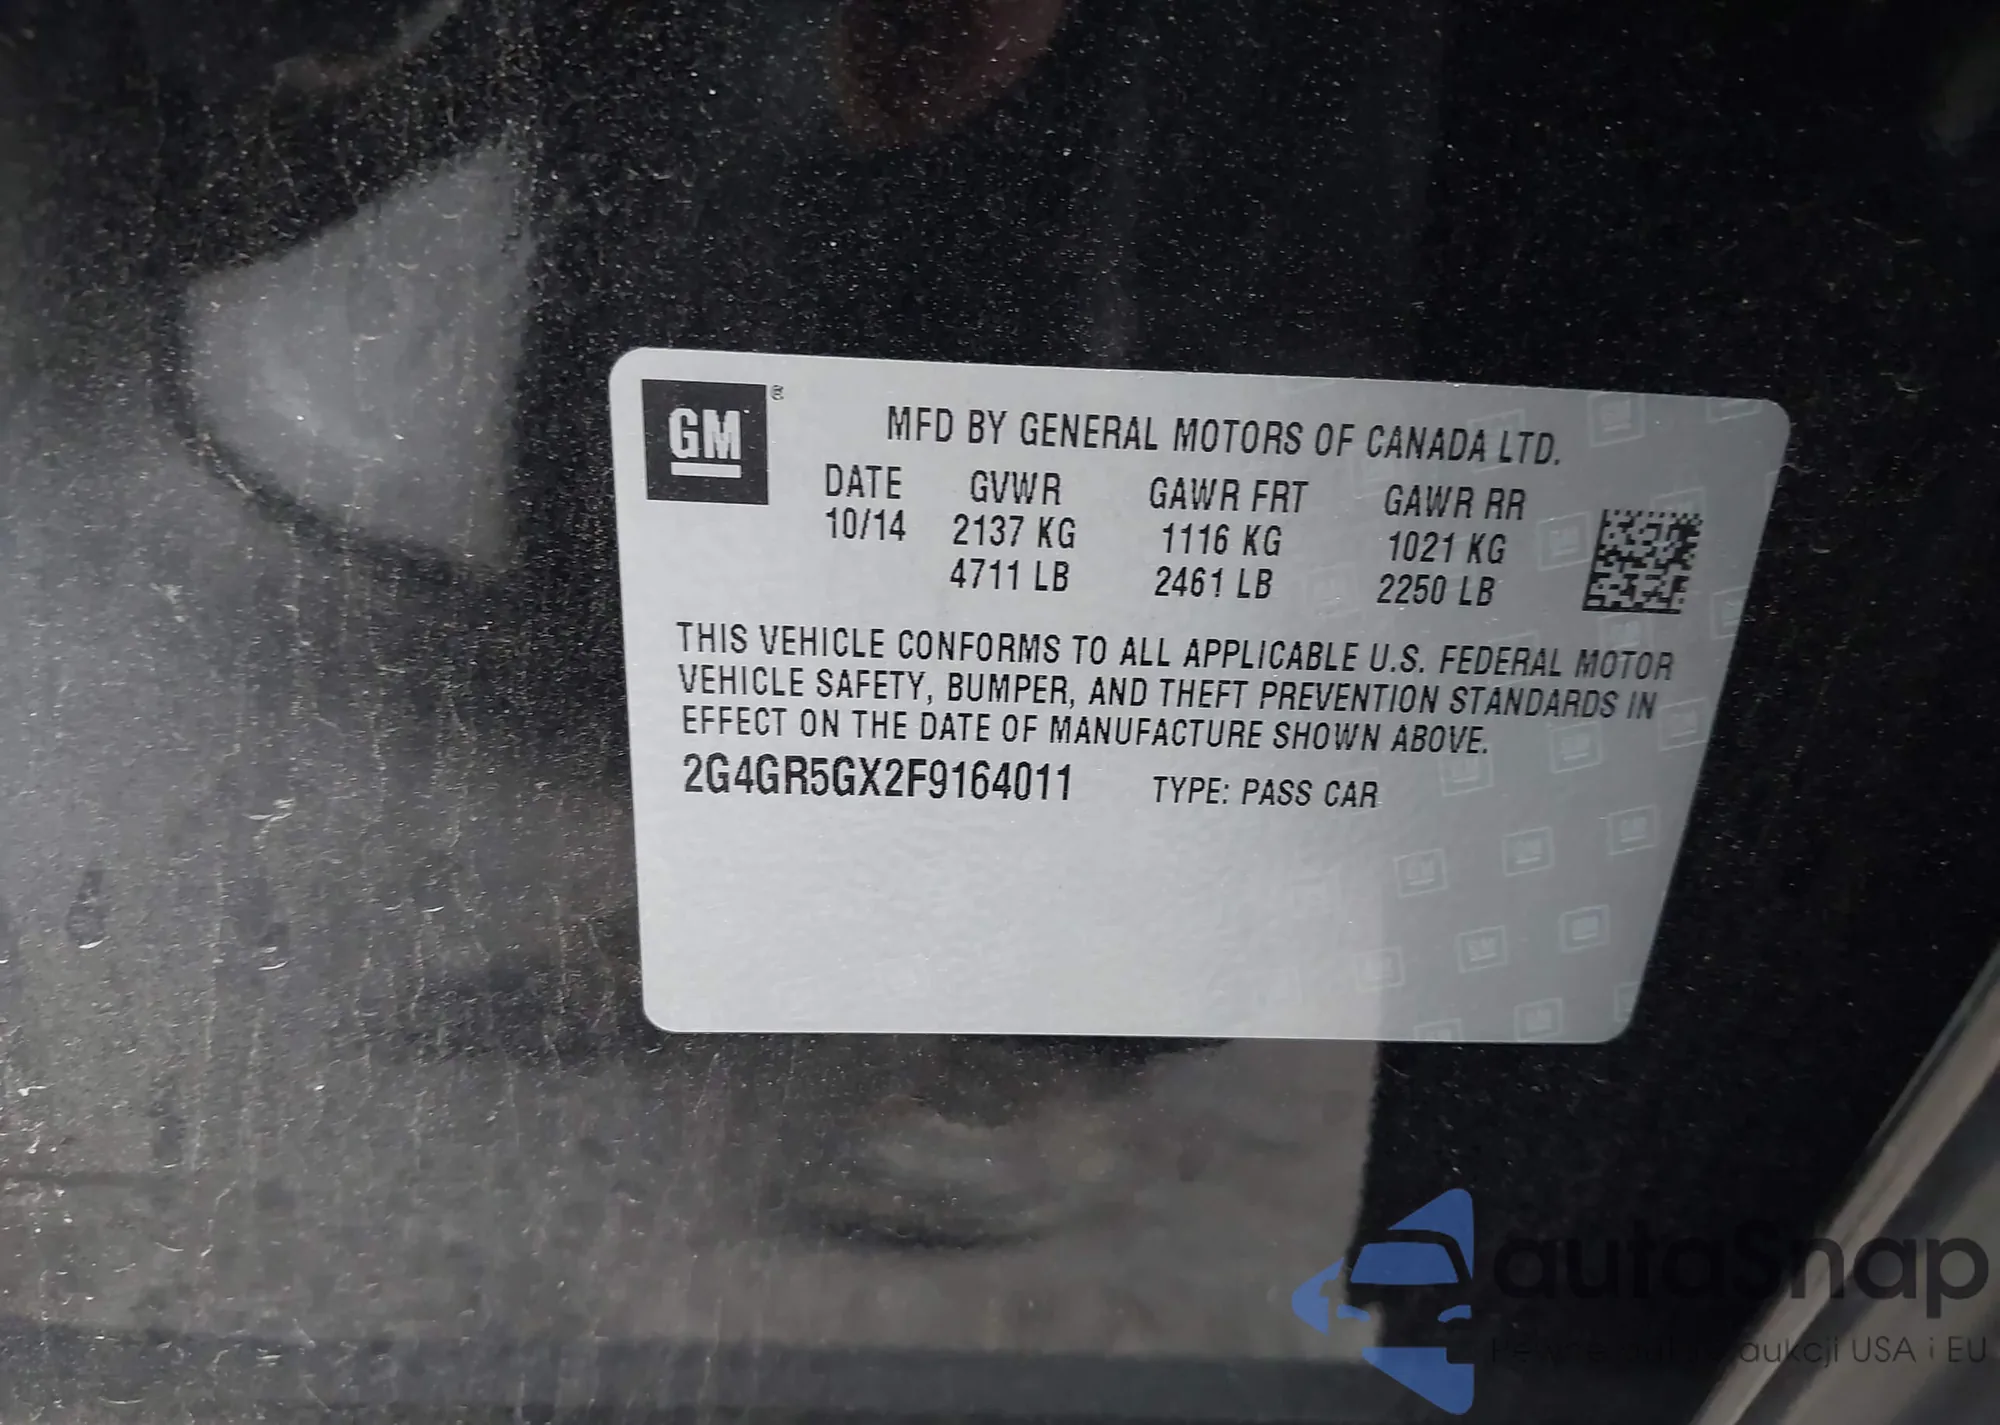 GM
MFD BY GENERAL MOTORS OF CANADA LTD.
DATE GVWR GAWR FRT GAWR RR
10/14 2137 KG 1116 KG 1021 KG
4711 LB 2461 LB 2250 LB
THIS VEHICLE CONFORMS TO ALL APPLICABLE U.S. FEDERAL MOTOR
VEHICLE SAFETY, BUMPER, AND THEFT PREVENTION STANDARDS IN
EFFECT ON THE DATE OF MANUFACTURE SHOWN ABOVE.
2G4GR5GX2F9164011 TYPE: PASS CAR
autoSnap
aukcji USA i EU